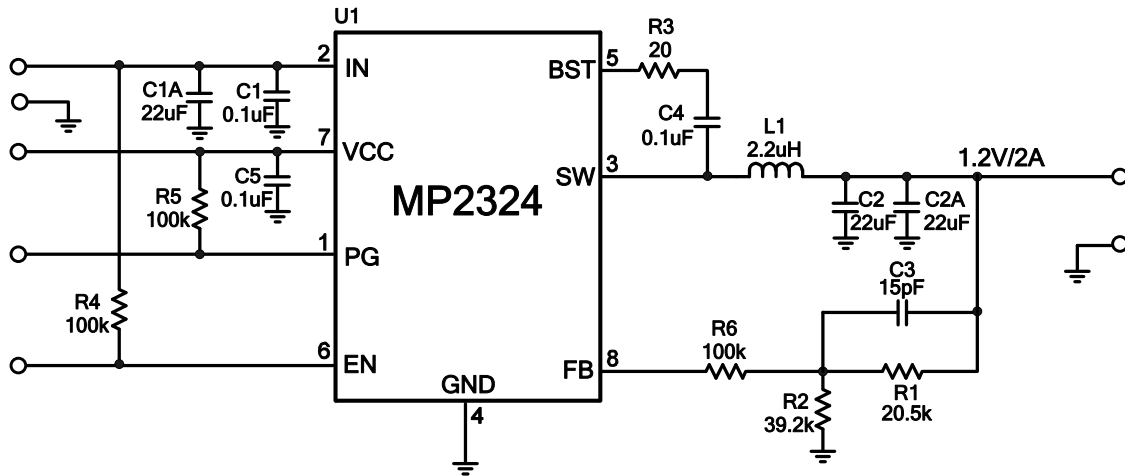 U1
2
IN
C1A
22uF
C1
0.1uF
7
VCC
R5
100k
C5
0.1uF
1
PG
R4
100k
6
EN
MP2324
GND
4
BST
5
R3
20
C4
0.1uF
SW
3
L1
2.2uH
1.2V/2A
C2
22uF
C2A
22uF
C3
15pF
FB
8
R6
100k
R2
39.2k
R1
20.5k